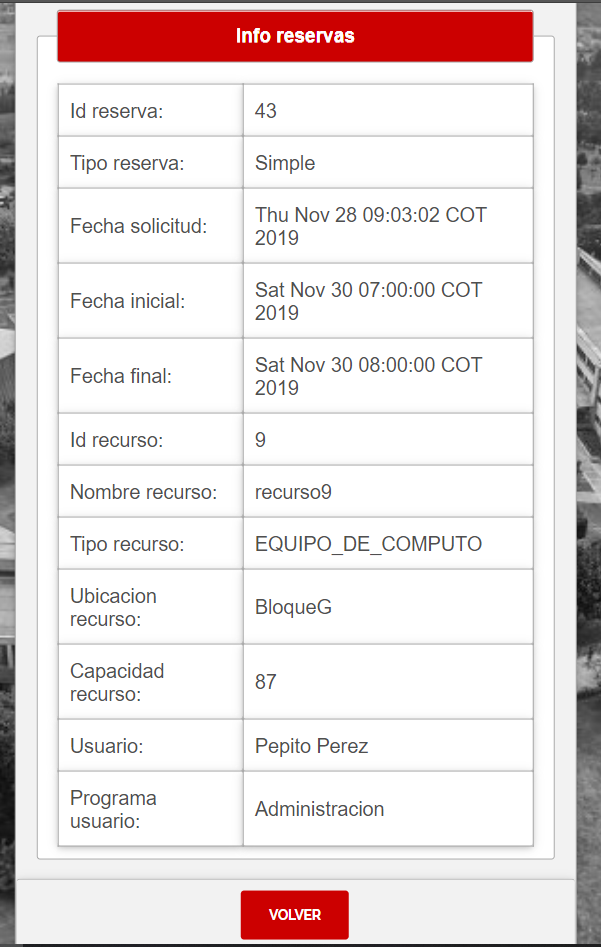 Info reservas
Id reserva: 43
Tipo reserva: Simple
Fecha solicitud: Thu Nov 28 09:03:02 COT
2019
Fecha inicial: Sat Nov 30 07:00:00 COT
2019
Fecha final: Sat Nov 30 08:00:00 COT
2019
Id recurso: 9
Nombre recurso: recurso9
Tipo recurso: EQUIPO_DE_COMPUTO
Ubicacion
recurso: BloqueG
Capacidad
recurso: 87
Usuario: Pepito Perez
Programa
usuario: Administracion
VOLVER